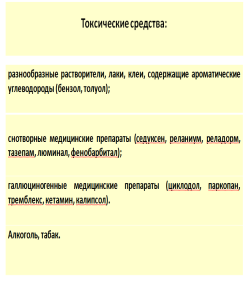 Токсические средства:
разнообразные растворители, лаки, клеи, содержащие ароматические
углеводороды (бензол, толуол);
снотворные медицинские препараты (седуксен, реланиум, реладорм,
тазепам, люминал, фенобарбитал);
галлюциногенные медицинские препараты (циклодол, паркопан,
тремблекс, кетамин, калипсол).
Алкоголь, табак.